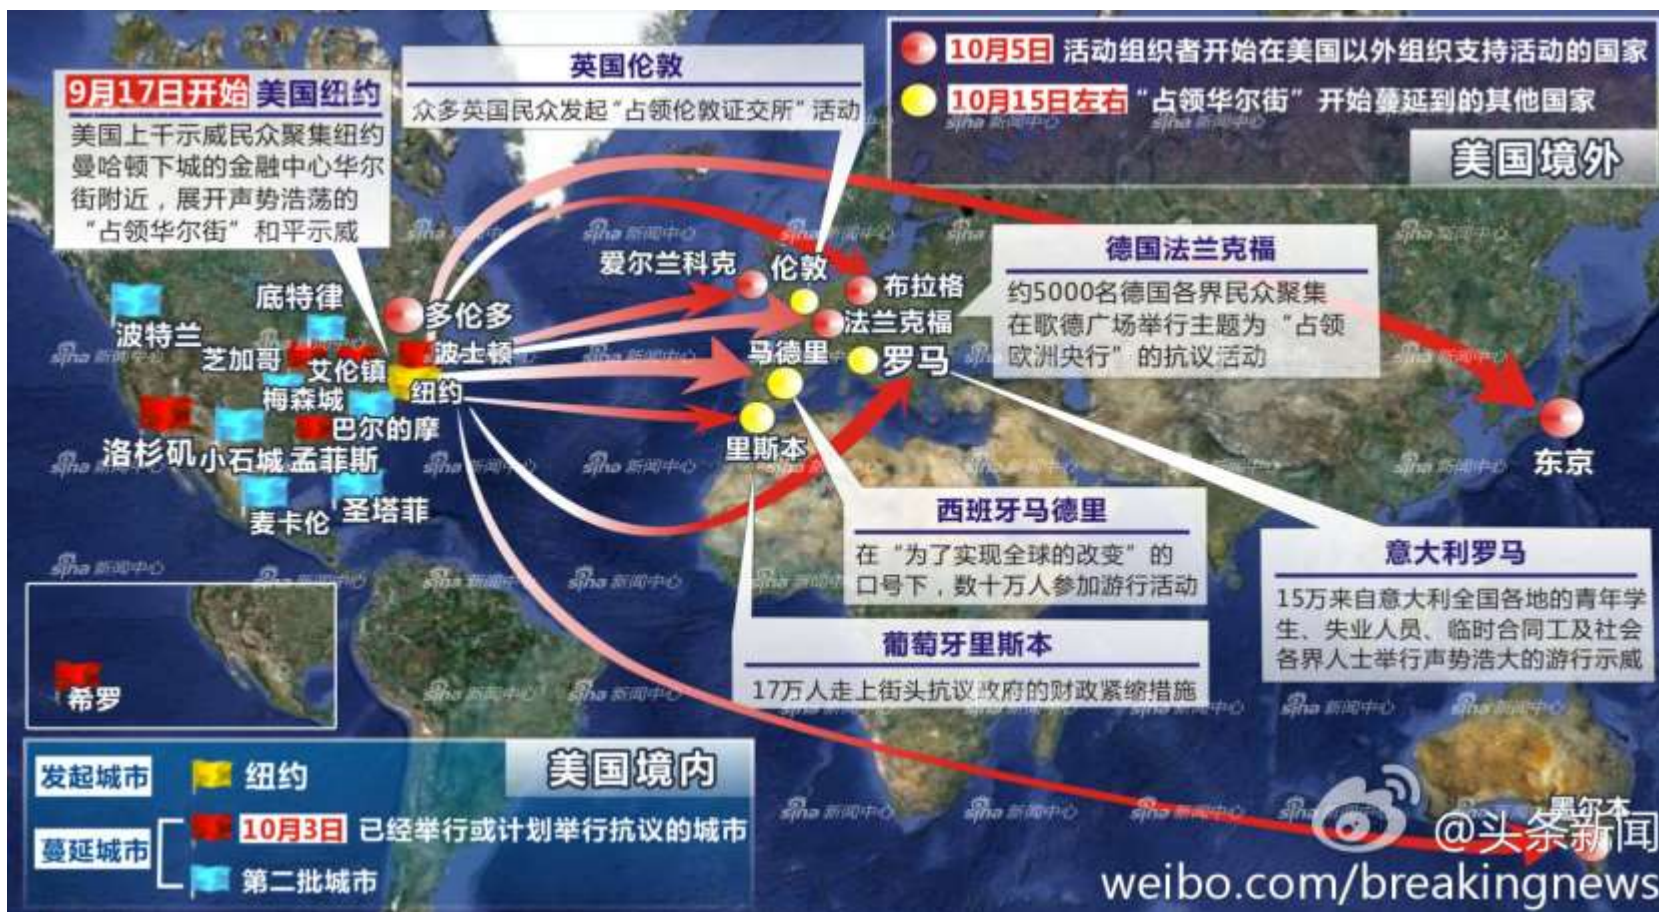 9月17日开始 美国纽约
美国上千示威民众聚集纽约
曼哈顿下城的金融中心华尔
街附近，展开声势浩荡的
“占领华尔街”和平示威
英国伦敦
众多英国民众发起“占领伦敦证交所”活动
10月5日 活动组织者开始在美国以外组织支持活动的国家
10月15日左右 “占领华尔街”开始蔓延到的其他国家
美国境外
德国法兰克福
约5000名德国各界民众聚集
在歌德广场举行主题为“占领
欧洲央行”的抗议活动
爱尔兰科克
伦敦
布拉格
法兰克福
马德里
罗马
里斯本
东京
波特兰
底特律
多伦多
芝加哥
艾伦镇
波士顿
纽约
梅森城
巴尔的摩
洛杉矶
小石城
孟菲斯
麦卡伦
圣塔菲
西班牙马德里
在“为了实现全球的改变”的
口号下，数十万人参加游行活动
葡萄牙里斯本
17万人走上街头抗议政府的财政紧缩措施
意大利罗马
15万来自意大利全国各地的青年学
生、失业人员、临时合同工及社会
各界人士举行声势浩大的游行示威
希罗
美国境内
发起城市 纽约
蔓延城市
10月3日 已经举行或计划举行抗议的城市
第二批城市
墨尔本
@头条新闻
weibo.com/breakingnews
sina 新闻中心